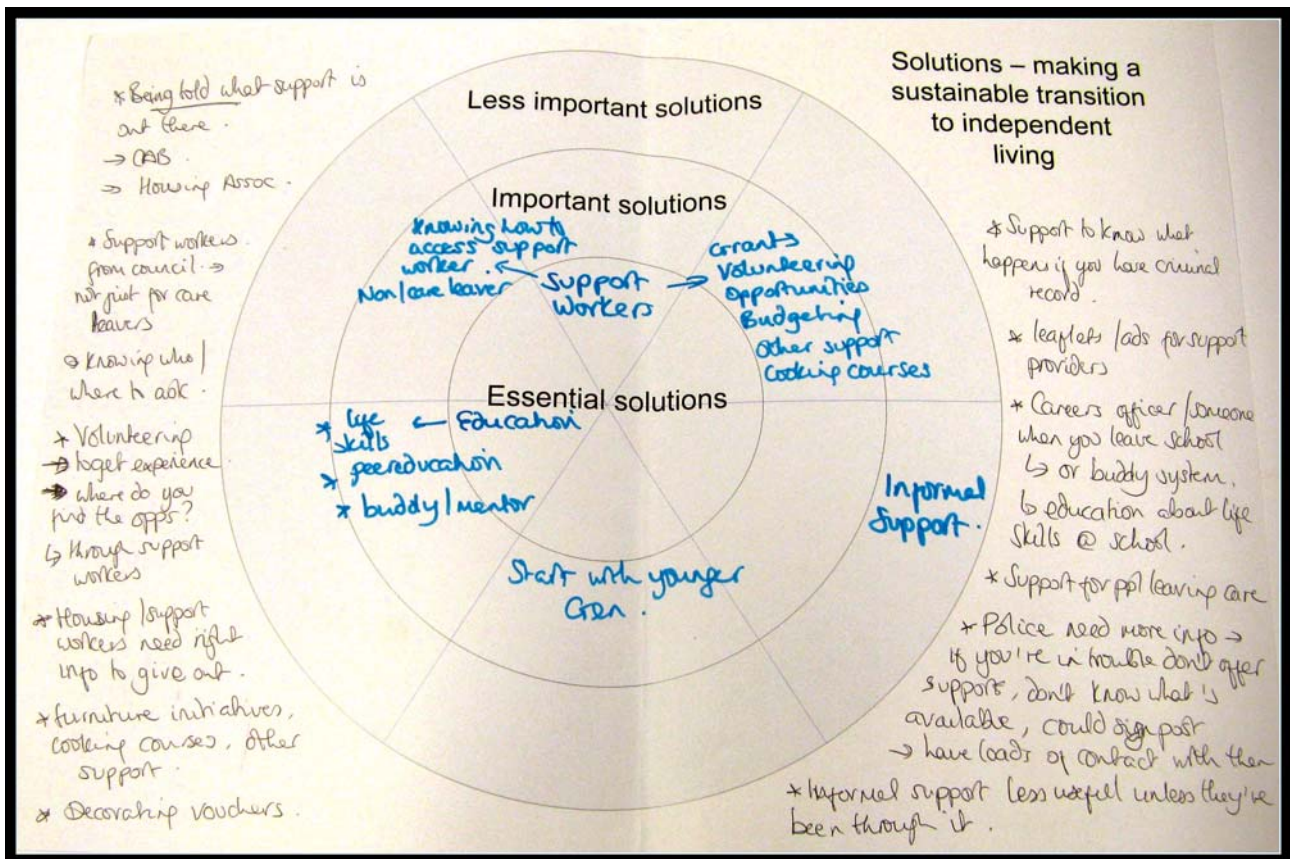 Solutions – making a
sustainable transition
to independent
living
Less important solutions
Important solutions
Essential solutions
Knowing how to
access support
worker.
Non/care leaver
Support
Workers
Grants
Volunteering
Opportunities
Budgeting
Other support
Cooking courses
* life ← Education
skills
* peer education
* buddy/mentor
Start with younger
Gen.
Informal
Support.
* Being told what support is
out there.
→ CAB.
→ Housing Assoc.
* Support workers
from council →
not just for care
leavers
→ Knowing who/
where to ask.
* Volunteering
→ to get experience
→ where do you
find the opps?
↳ through support
workers
* Housing/support
workers need right
info to give out.
* furniture initiatives,
cooking courses, other
support.
* Decorating vouchers.
* Support to know what
happens if you have criminal
record.
* leaflets/ads for support
providers
* Careers officer/someone
when you leave school
↳ or buddy system.
↳ education about life
skills @ school.
* Support for ppl leaving care
* Police need more info →
if you're in trouble don't offer
support, don't know what is
available, could sign post
→ have loads of contact with them
* Informal support less useful unless they've
been through it.